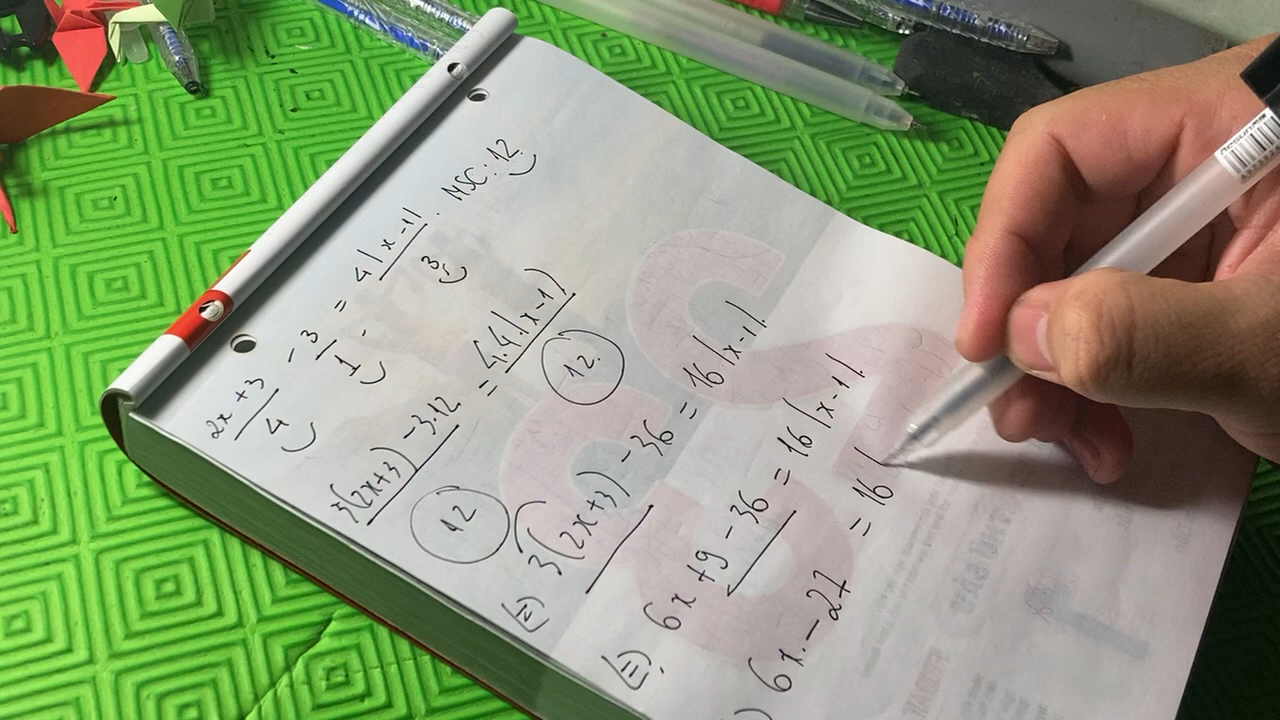 2x+3/4 - 3/1 = 4|x-1|/3 . MSC: 12
3(2x+3) - 3.12 / 12 = 4.4.|x-1| / 12
(=) 3(2x+3) - 36 = 16|x-1|
(=) 6x+9-36 = 16|x-1|.
6x - 27 = 16|